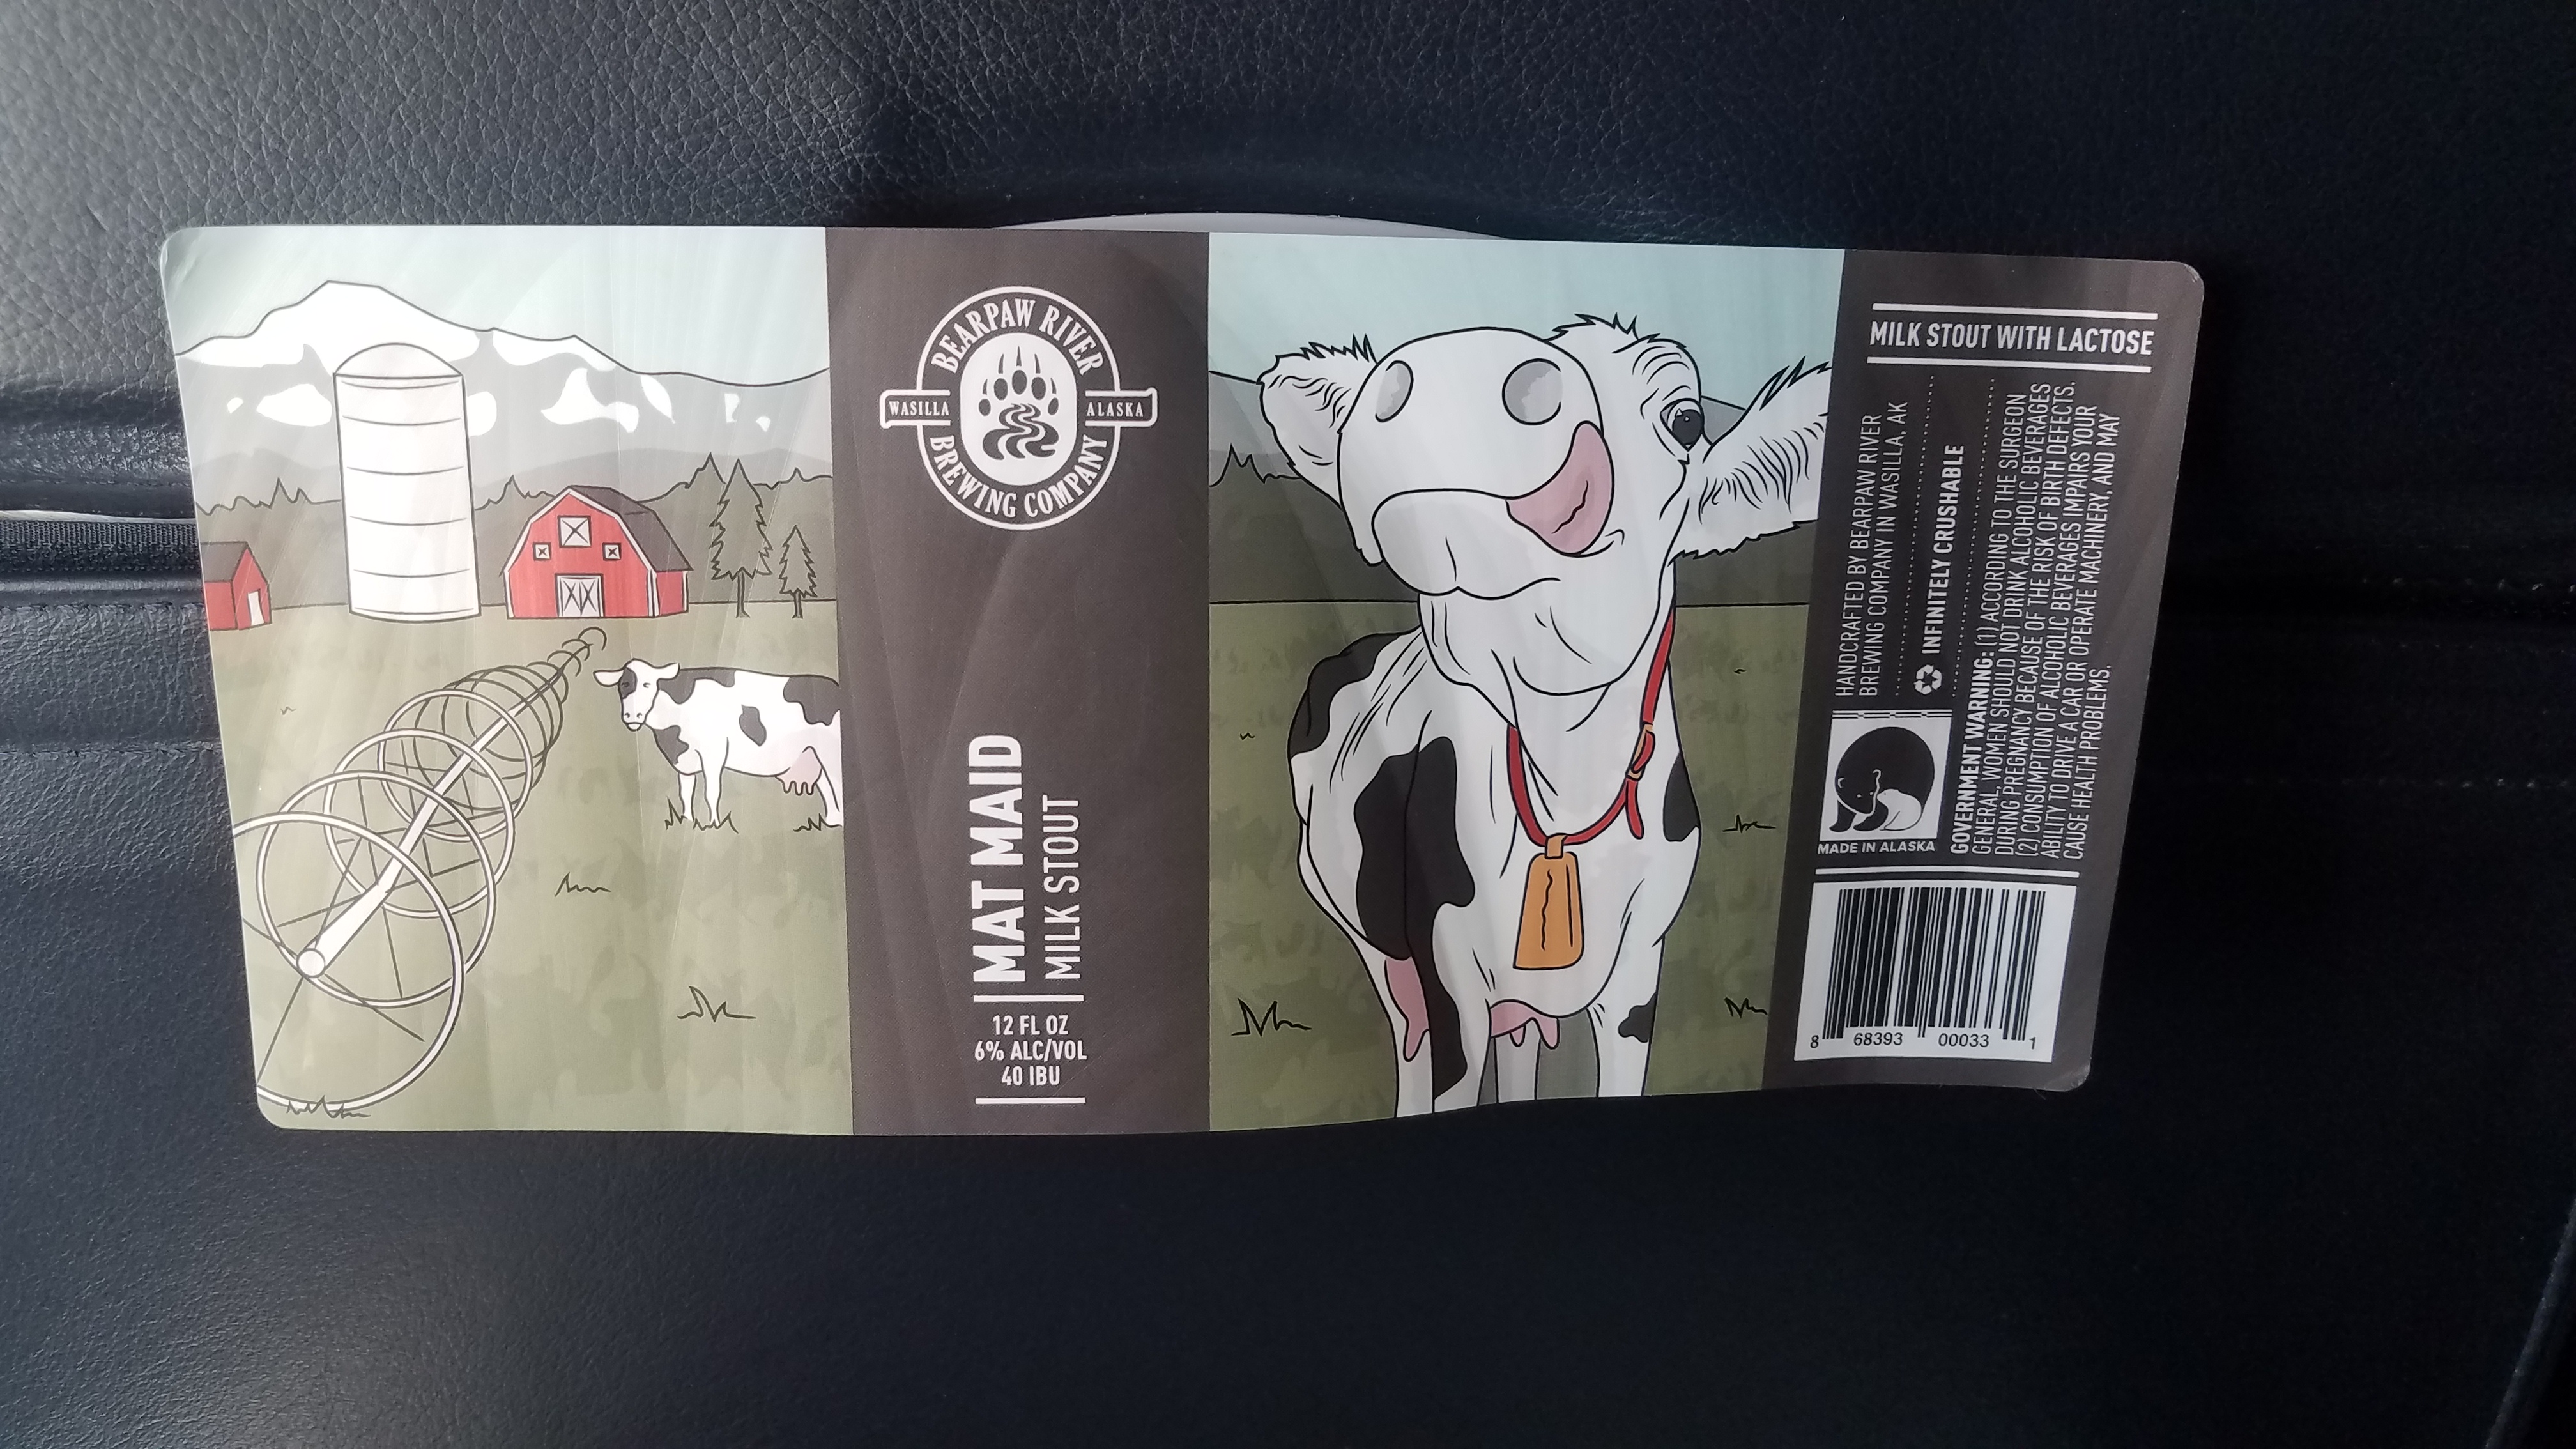 BEARPAW RIVER
WASILLA ALASKA
BREWING COMPANY
MAT MAID
MILK STOUT
12 FL OZ
6% ALC/VOL
40 IBU
MILK STOUT WITH LACTOSE
HANDCRAFTED BY BEARPAW RIVER
BREWING COMPANY IN WASILLA, AK
INFINITELY CRUSHABLE
GOVERNMENT WARNING: (1) ACCORDING TO THE SURGEON
GENERAL, WOMEN SHOULD NOT DRINK ALCOHOLIC BEVERAGES
DURING PREGNANCY BECAUSE OF THE RISK OF BIRTH DEFECTS.
(2) CONSUMPTION OF ALCOHOLIC BEVERAGES IMPAIRS YOUR
ABILITY TO DRIVE A CAR OR OPERATE MACHINERY, AND MAY
CAUSE HEALTH PROBLEMS.
MADE IN ALASKA
8 68393 00033 1